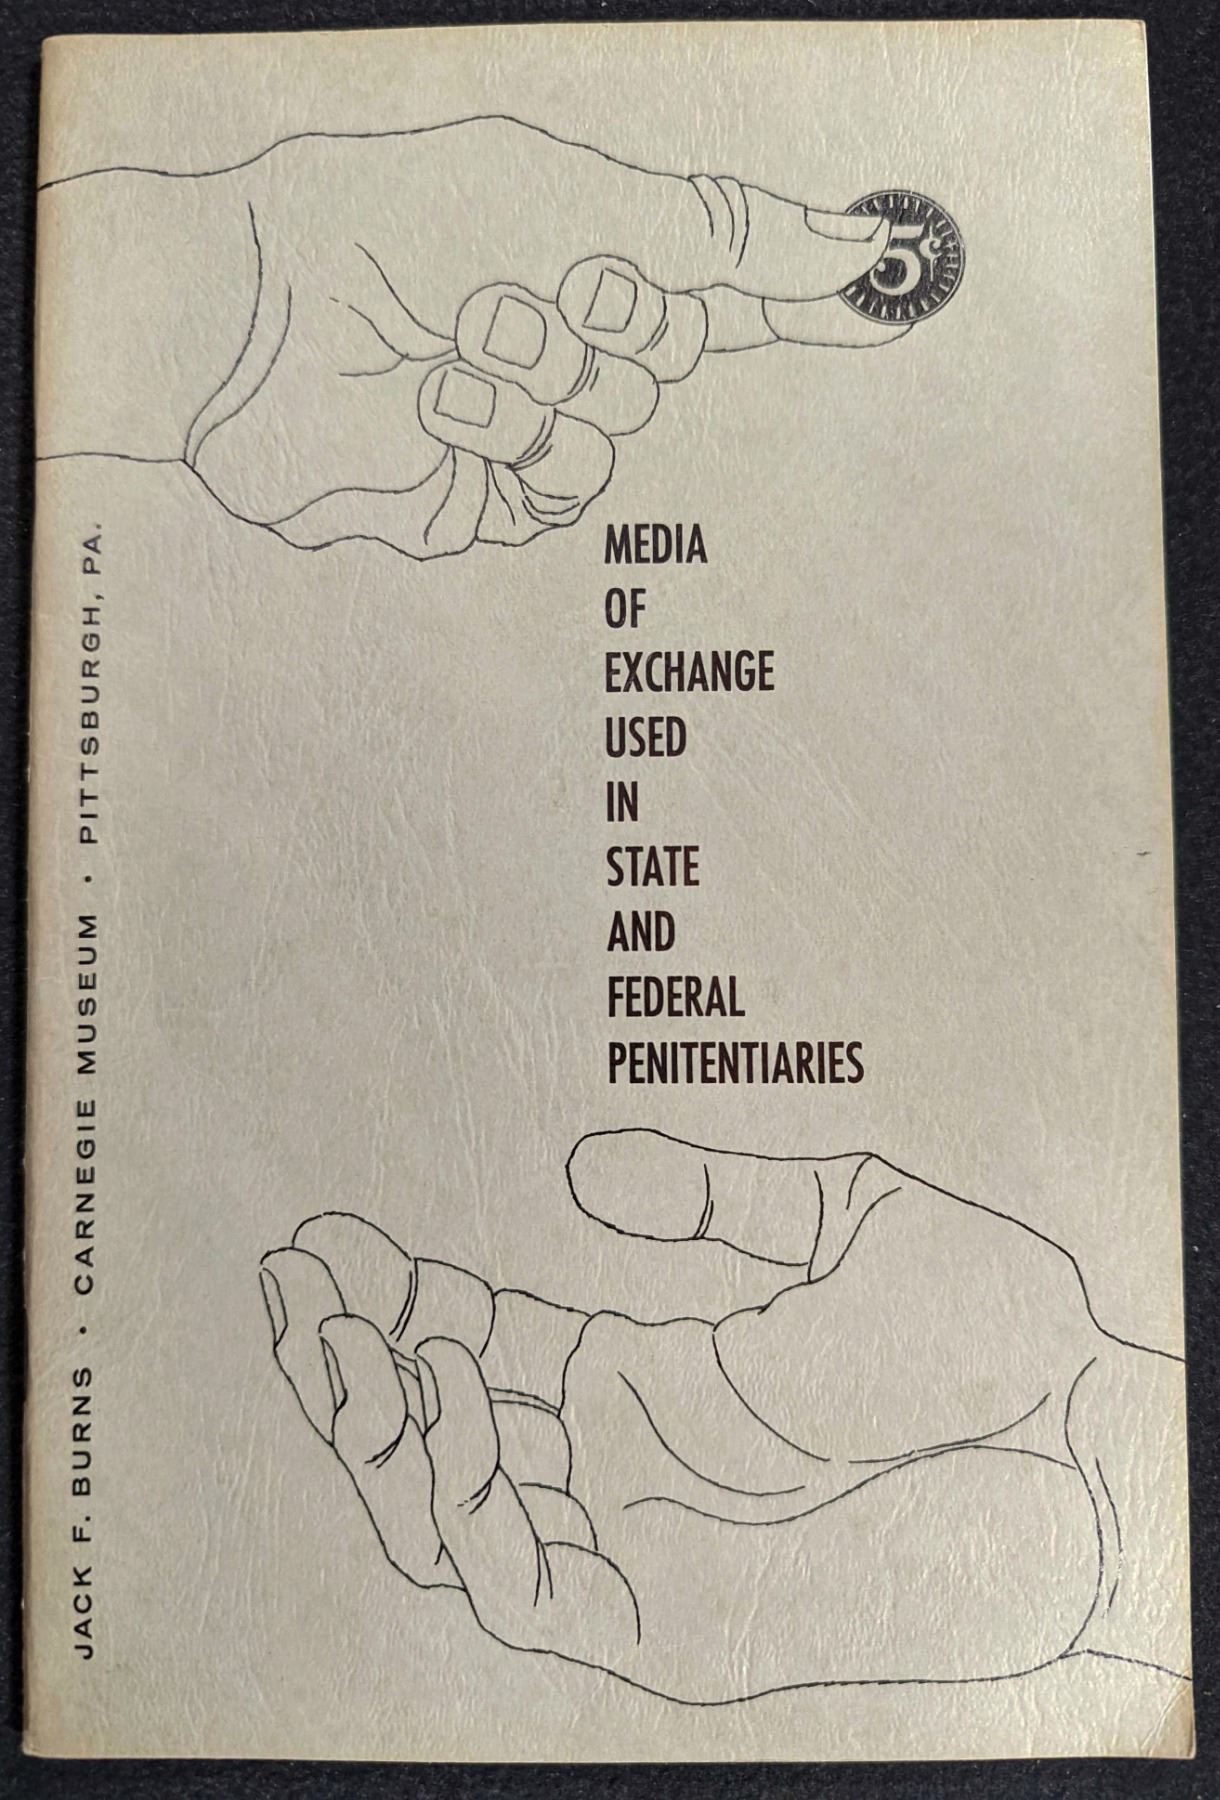 5¢
MEDIA
OF
EXCHANGE
USED
IN
STATE
AND
FEDERAL
PENITENTIARIES
JACK F. BURNS · CARNEGIE MUSEUM · PITTSBURGH, PA.